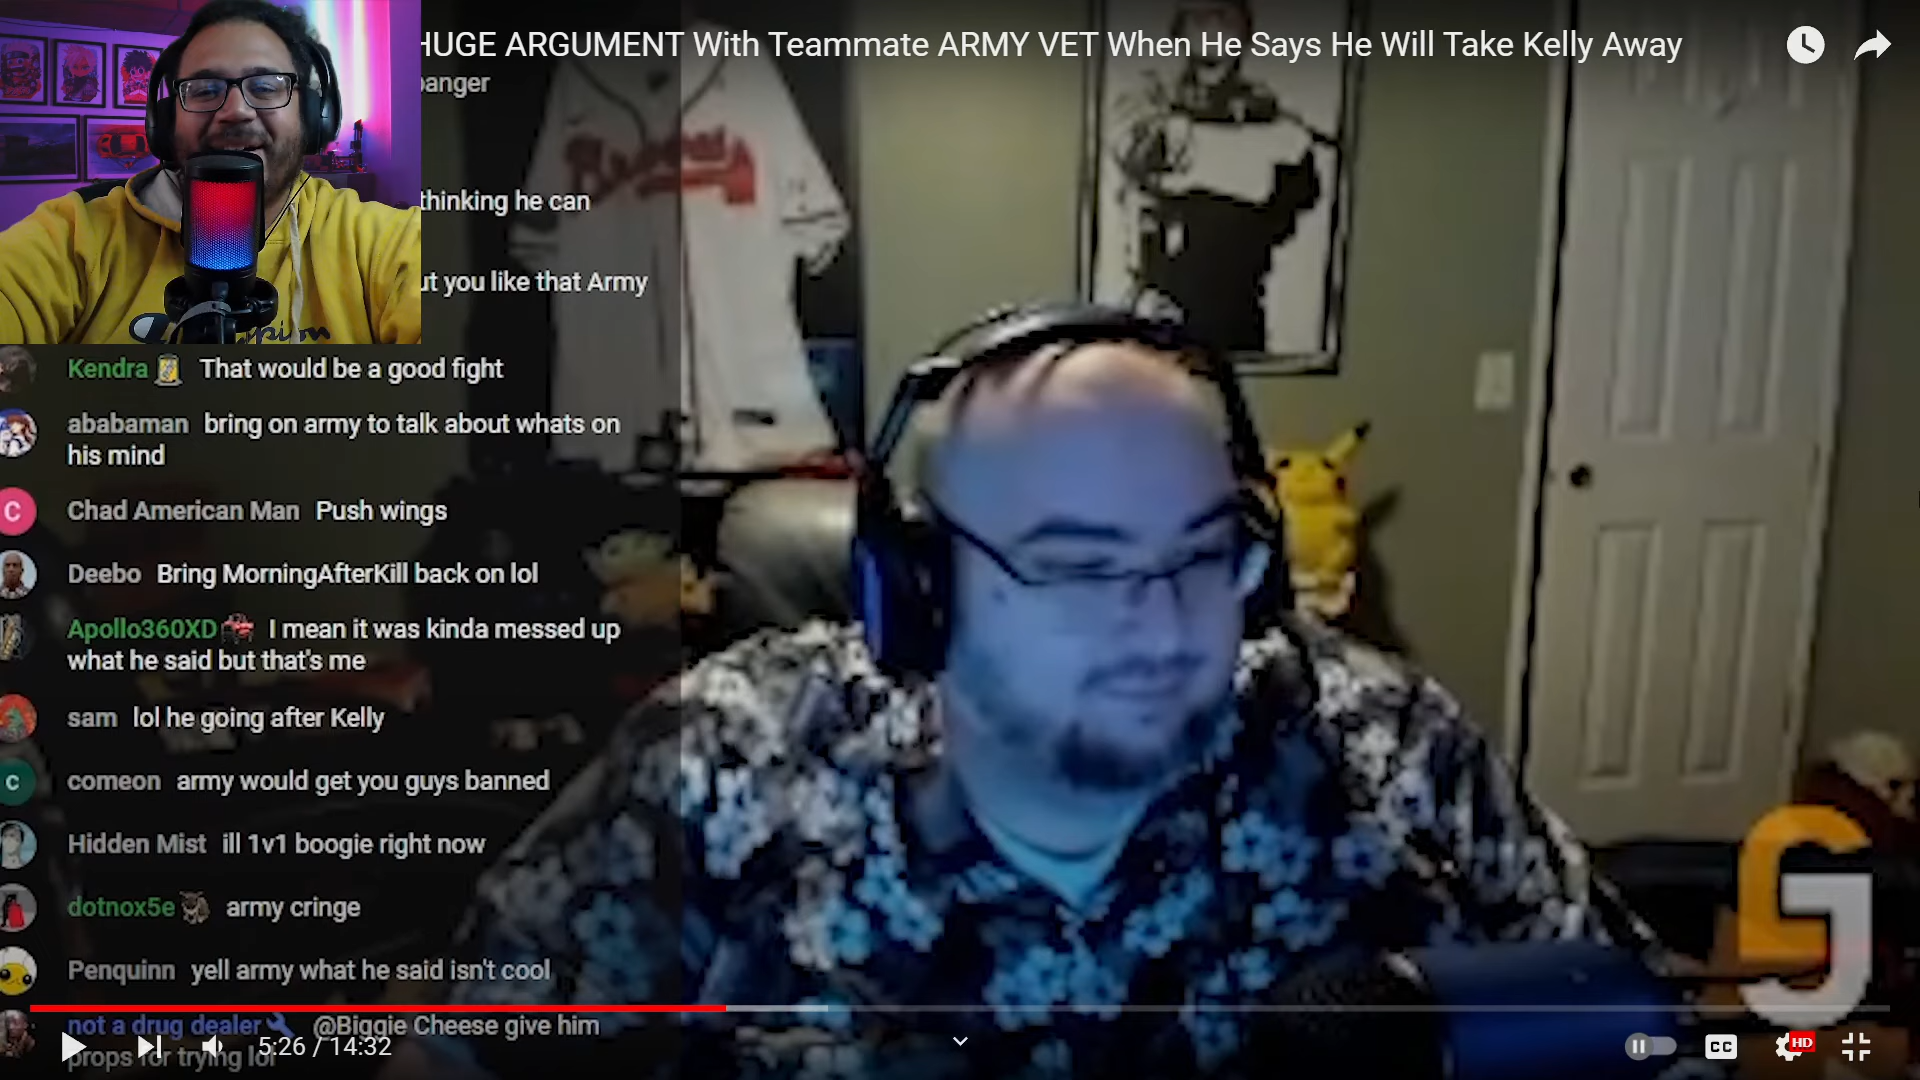 HUGE ARGUMENT With Teammate ARMY VET When He Says He Will Take Kelly Away
banger
thinking he can
ut you like that Army
Kendra That would be a good fight
ababaman bring on army to talk about whats on
his mind
C Chad American Man Push wings
Deebo Bring MorningAfterKill back on lol
Apollo360XD I mean it was kinda messed up
what he said but that's me
sam lol he going after Kelly
C comeon army would get you guys banned
Hidden Mist ill 1v1 boogie right now
dotnox5e army cringe
Penquinn yell army what he said isn't cool
not a drug dealer @Biggie Cheese give him
props for trying lol
5:26 / 14:32
CC
HD